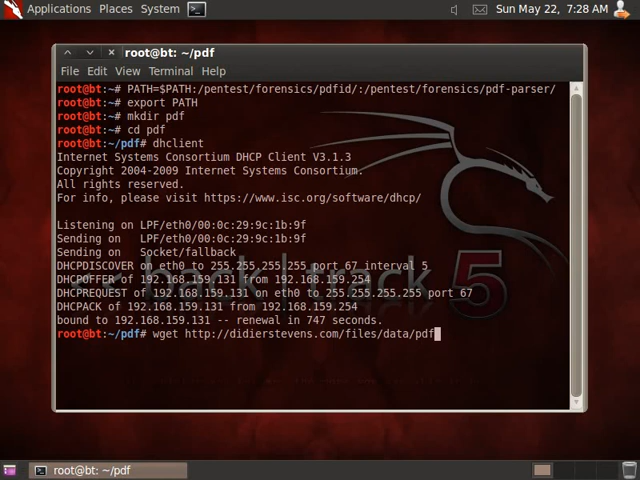 Applications Places System
Sun May 22, 7:28 AM
root@bt: ~/pdf
File Edit View Terminal Help
root@bt:~# PATH=$PATH:/pentest/forensics/pdfid/:/pentest/forensics/pdf-parser/
root@bt:~# export PATH
root@bt:~# mkdir pdf
root@bt:~# cd pdf
root@bt:~/pdf# dhclient
Internet Systems Consortium DHCP Client V3.1.3
Copyright 2004-2009 Internet Systems Consortium.
All rights reserved.
For info, please visit https://www.isc.org/software/dhcp/
Listening on LPF/eth0/00:0c:29:9c:1b:9f
Sending on   LPF/eth0/00:0c:29:9c:1b:9f
Sending on   Socket/fallback
DHCPDISCOVER on eth0 to 255.255.255.255 port 67 interval 5
DHCPOFFER of 192.168.159.131 from 192.168.159.254
DHCPREQUEST of 192.168.159.131 on eth0 to 255.255.255.255 port 67
DHCPACK of 192.168.159.131 from 192.168.159.254
bound to 192.168.159.131 -- renewal in 747 seconds.
root@bt:~/pdf# wget http://didierstevens.com/files/data/pdf
<< back | track 5
root@bt: ~/pdf